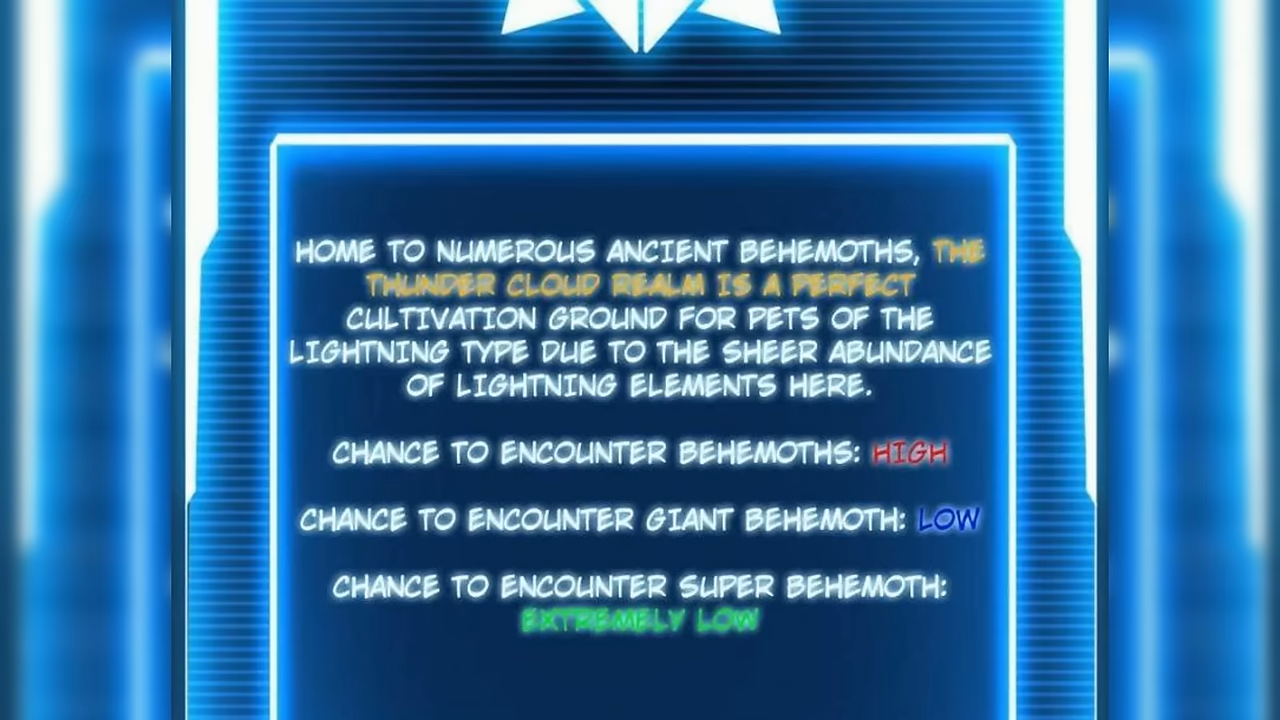 HOME TO NUMEROUS ANCIENT BEHEMOTHS, THE
THUNDER CLOUD REALM IS A PERFECT
CULTIVATION GROUND FOR PETS OF THE
LIGHTNING TYPE DUE TO THE SHEER ABUNDANCE
OF LIGHTNING ELEMENTS HERE.
CHANCE TO ENCOUNTER BEHEMOTHS: HIGH
CHANCE TO ENCOUNTER GIANT BEHEMOTH: LOW
CHANCE TO ENCOUNTER SUPER BEHEMOTH:
EXTREMELY LOW